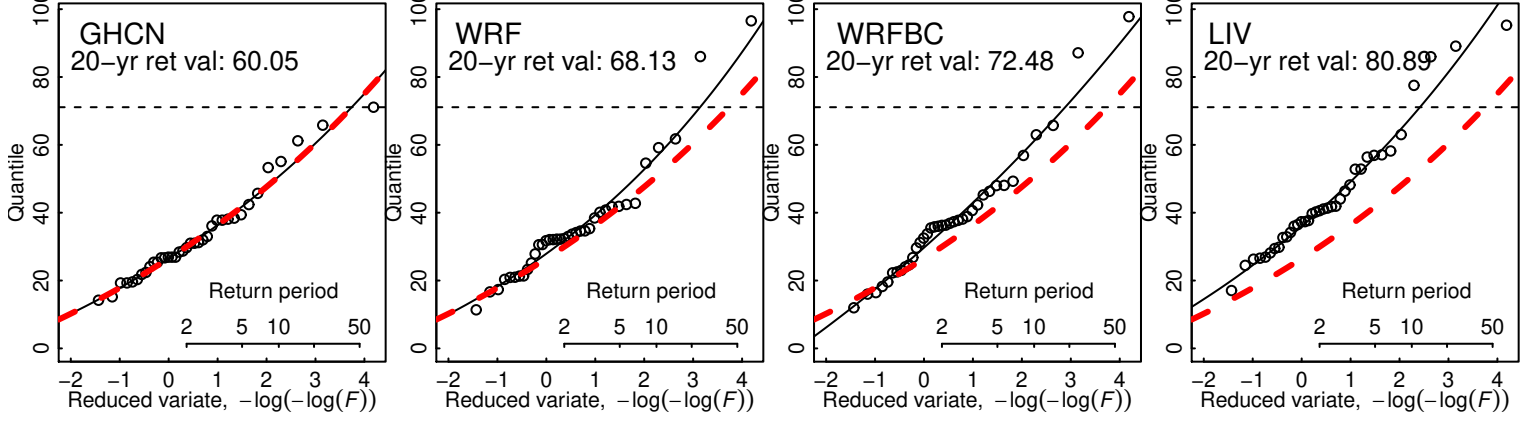 GHCN
20−yr ret val: 60.05
Quantile
0 20 40 60 80 100
Return period
2 5 10 50
−2 −1 0 1 2 3 4
Reduced variate, −log(−log(F))
WRF
20−yr ret val: 68.13
Quantile
0 20 40 60 80
Return period
2 5 10 50
−2 −1 0 1 2 3 4
Reduced variate, −log(−log(F))
WRFBC
20−yr ret val: 72.48
Quantile
0 20 40 60 80
Return period
2 5 10 50
−2 −1 0 1 2 3 4
Reduced variate, −log(−log(F))
LIV
20−yr ret val: 80.89
Quantile
0 20 40 60 80
Return period
2 5 10 50
−2 −1 0 1 2 3 4
Reduced variate, −log(−log(F))